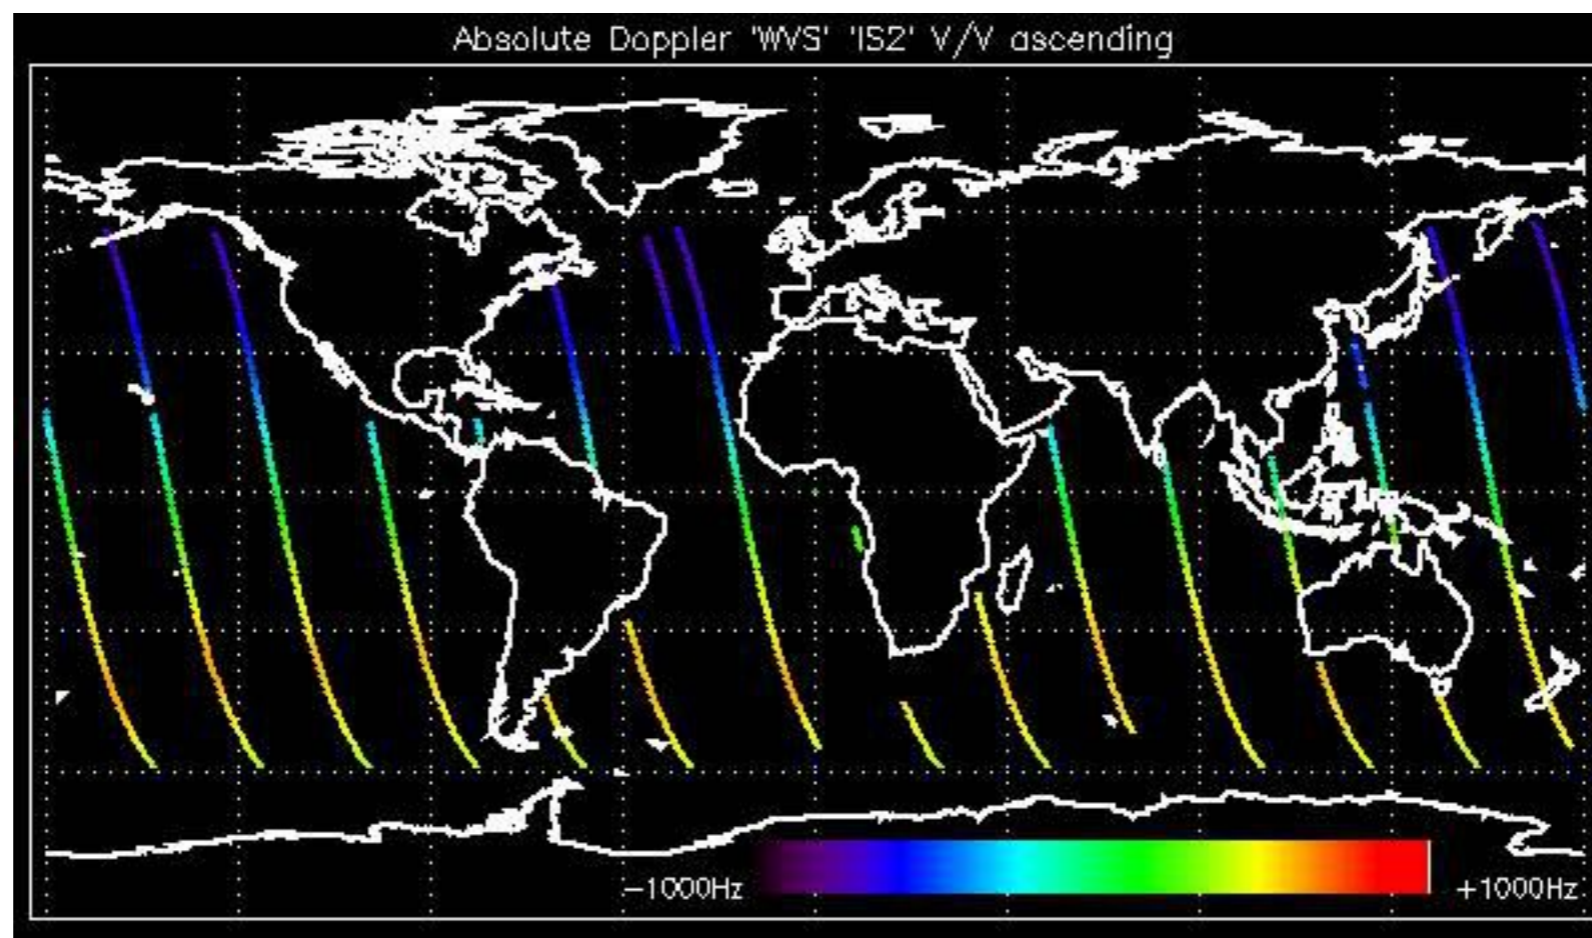 Absolute Doppler 'WVS' 'IS2' V/V ascending
-1000Hz
+1000Hz